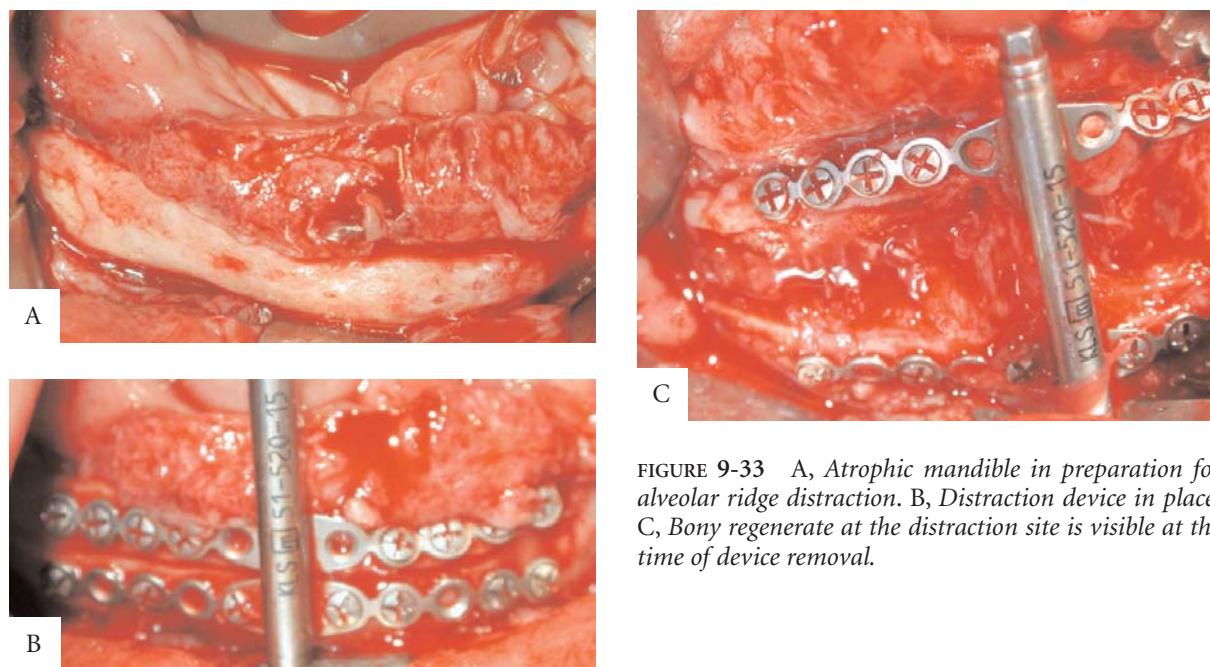 A
B
C
KLS m 51-520-15
KLS m 51-520-15
FIGURE 9-33 A, Atrophic mandible in preparation fo
alveolar ridge distraction. B, Distraction device in place
C, Bony regenerate at the distraction site is visible at th
time of device removal.